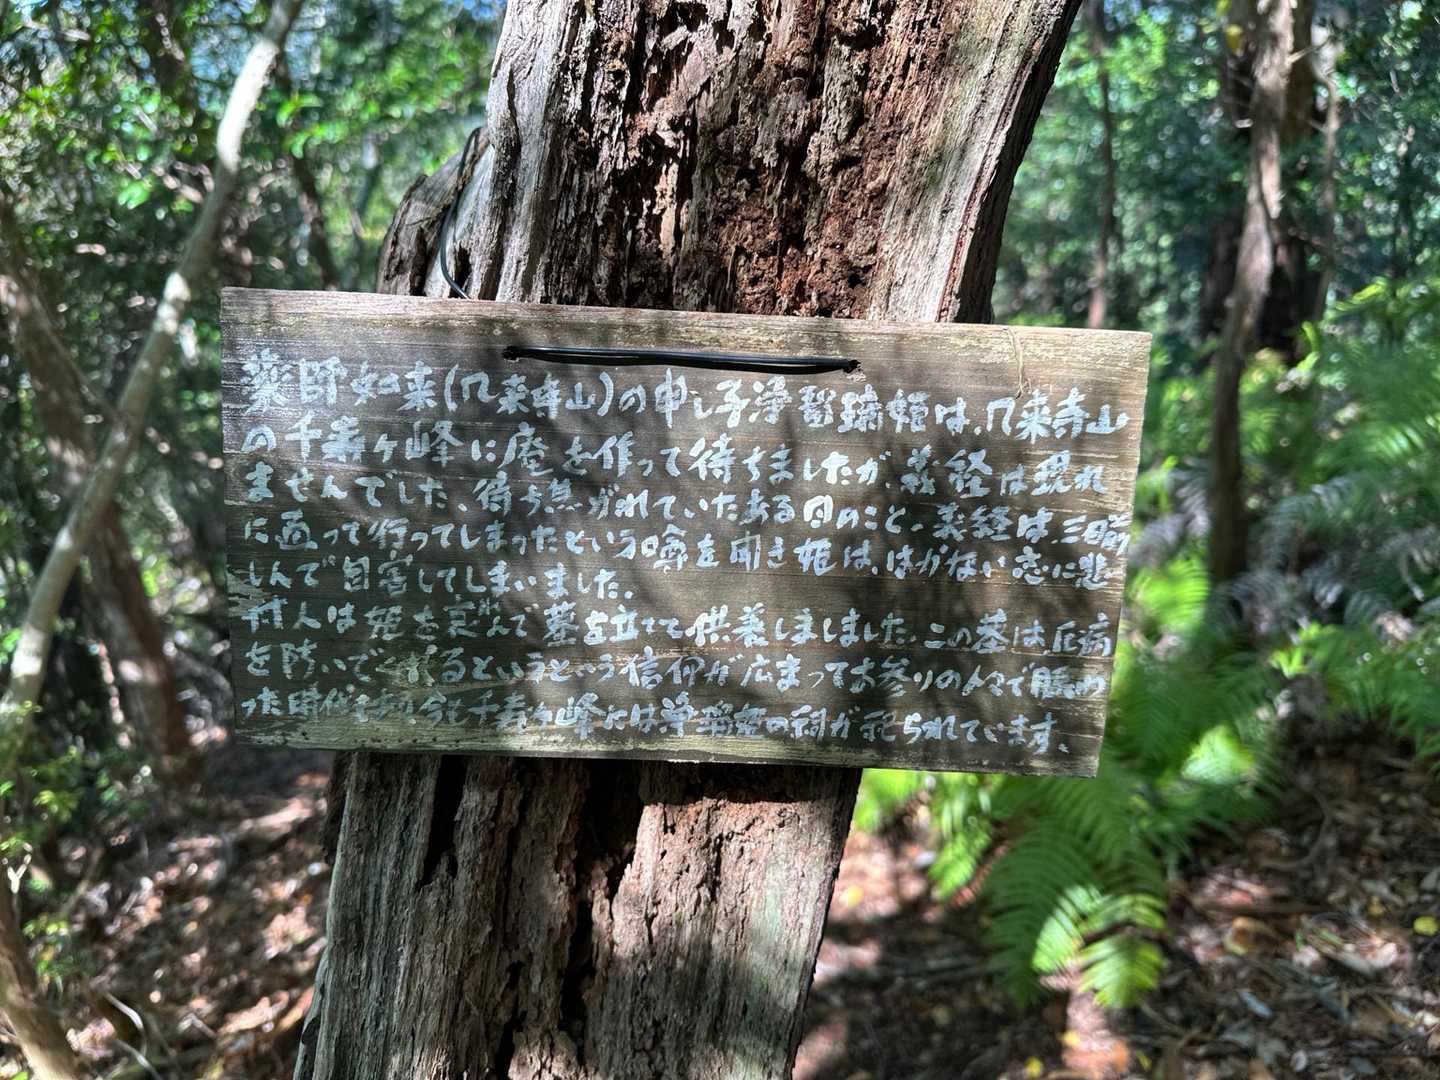 薬師如来(几来寺山)の申し子浄瑠璃姫は、几来寺山
の千寿ヶ峰に庵を作って待ちましたが、義経は現れ
ませんでした、待ち焦がれていたある日のこと、義経は三日前
に通って行ってしまったという噂を聞き姫は、はかない恋に悲
しんで自害してしまいました。
村人は姫を哀んで墓を立てて供養しましました、この墓は厄病
を防いでくれるというという信仰が広まってお参りの人々で賑わ
った時代もあり今も千寿ヶ峰には浄瑠姫の祠が祀られています、